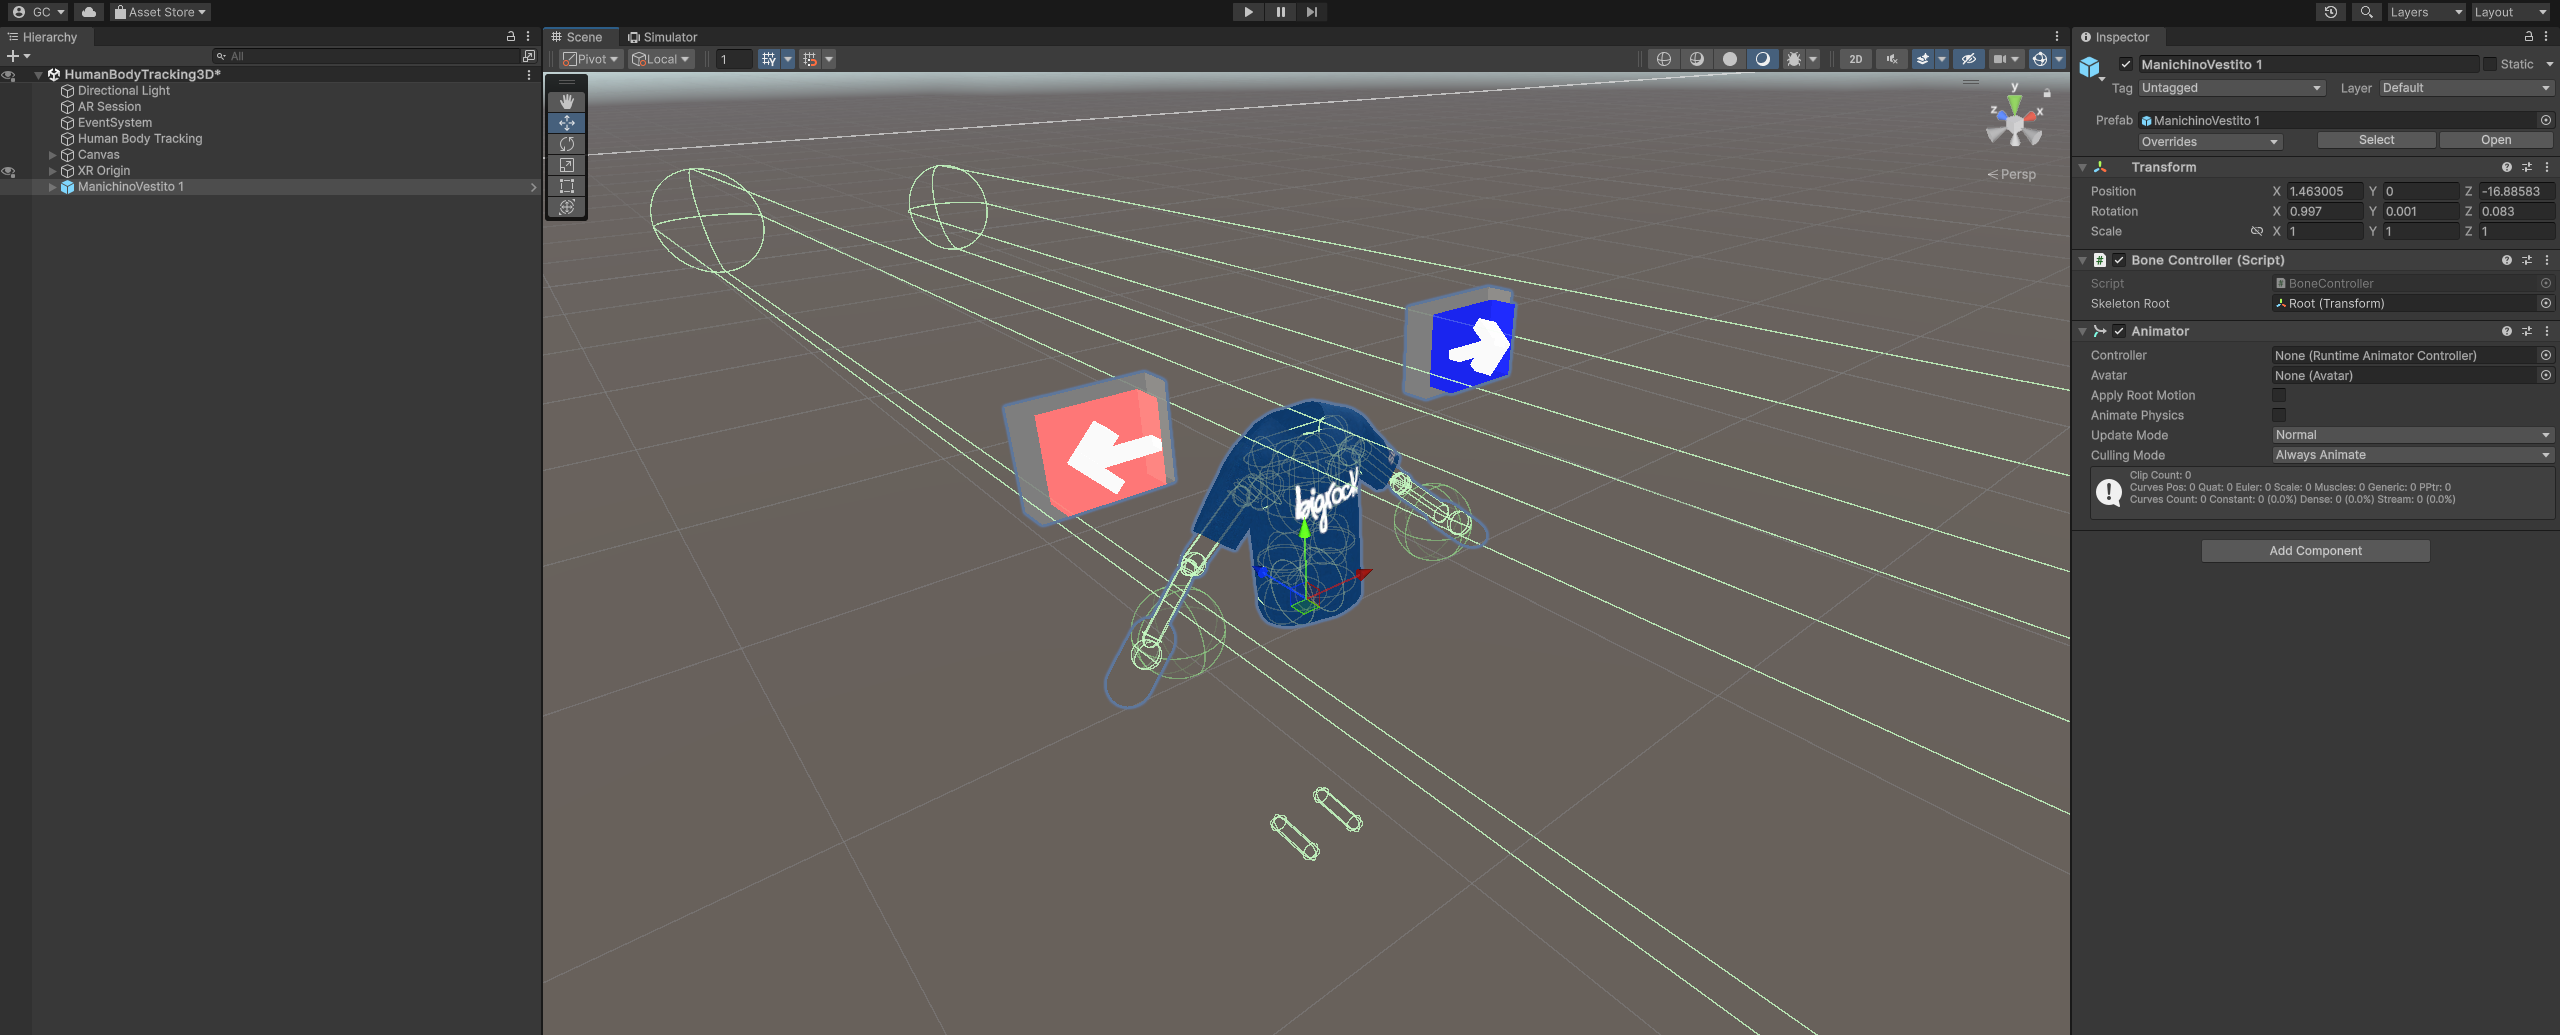 GC Asset Store Layers Layout
Hierarchy
All
HumanBodyTracking3D*
Directional Light
AR Session
EventSystem
Human Body Tracking
Canvas
XR Origin
ManichinoVestito 1
Scene Simulator
Pivot Local 1 2D
y
z x
Persp
bigrock
Inspector
ManichinoVestito 1 Static
Tag Untagged Layer Default
Prefab ManichinoVestito 1
Overrides Select Open
Transform
Position X 1.463005 Y 0 Z -16.88583
Rotation X 0.997 Y 0.001 Z 0.083
Scale X 1 Y 1 Z 1
# Bone Controller (Script)
Script BoneController
Skeleton Root Root (Transform)
Animator
Controller None (Runtime Animator Controller)
Avatar None (Avatar)
Apply Root Motion
Animate Physics
Update Mode Normal
Culling Mode Always Animate
Clip Count: 0
Curves Pos: 0 Quat: 0 Euler: 0 Scale: 0 Muscles: 0 Generic: 0 PPtr: 0
Curves Count: 0 Constant: 0 (0.0%) Dense: 0 (0.0%) Stream: 0 (0.0%)
Add Component